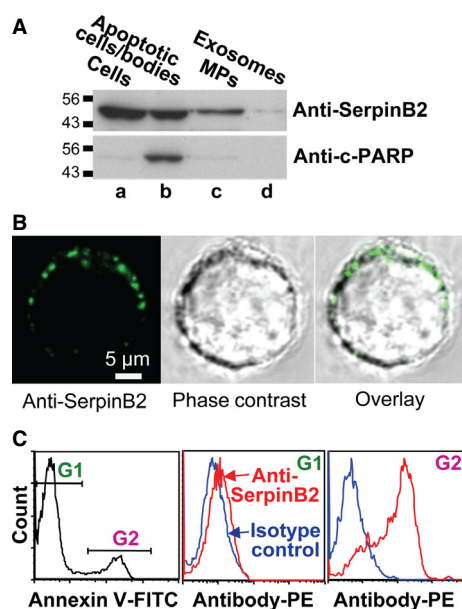 A
Apoptotic
cells/bodies
Exosomes
Cells
MPs
56
43
Anti-SerpinB2
56
43
Anti-c-PARP
a b c d
B
5 μm
Anti-SerpinB2 Phase contrast Overlay
C
Count
G1
G2
Annexin V-FITC
G1
Anti-
SerpinB2
Isotype
control
Antibody-PE
G2
Antibody-PE